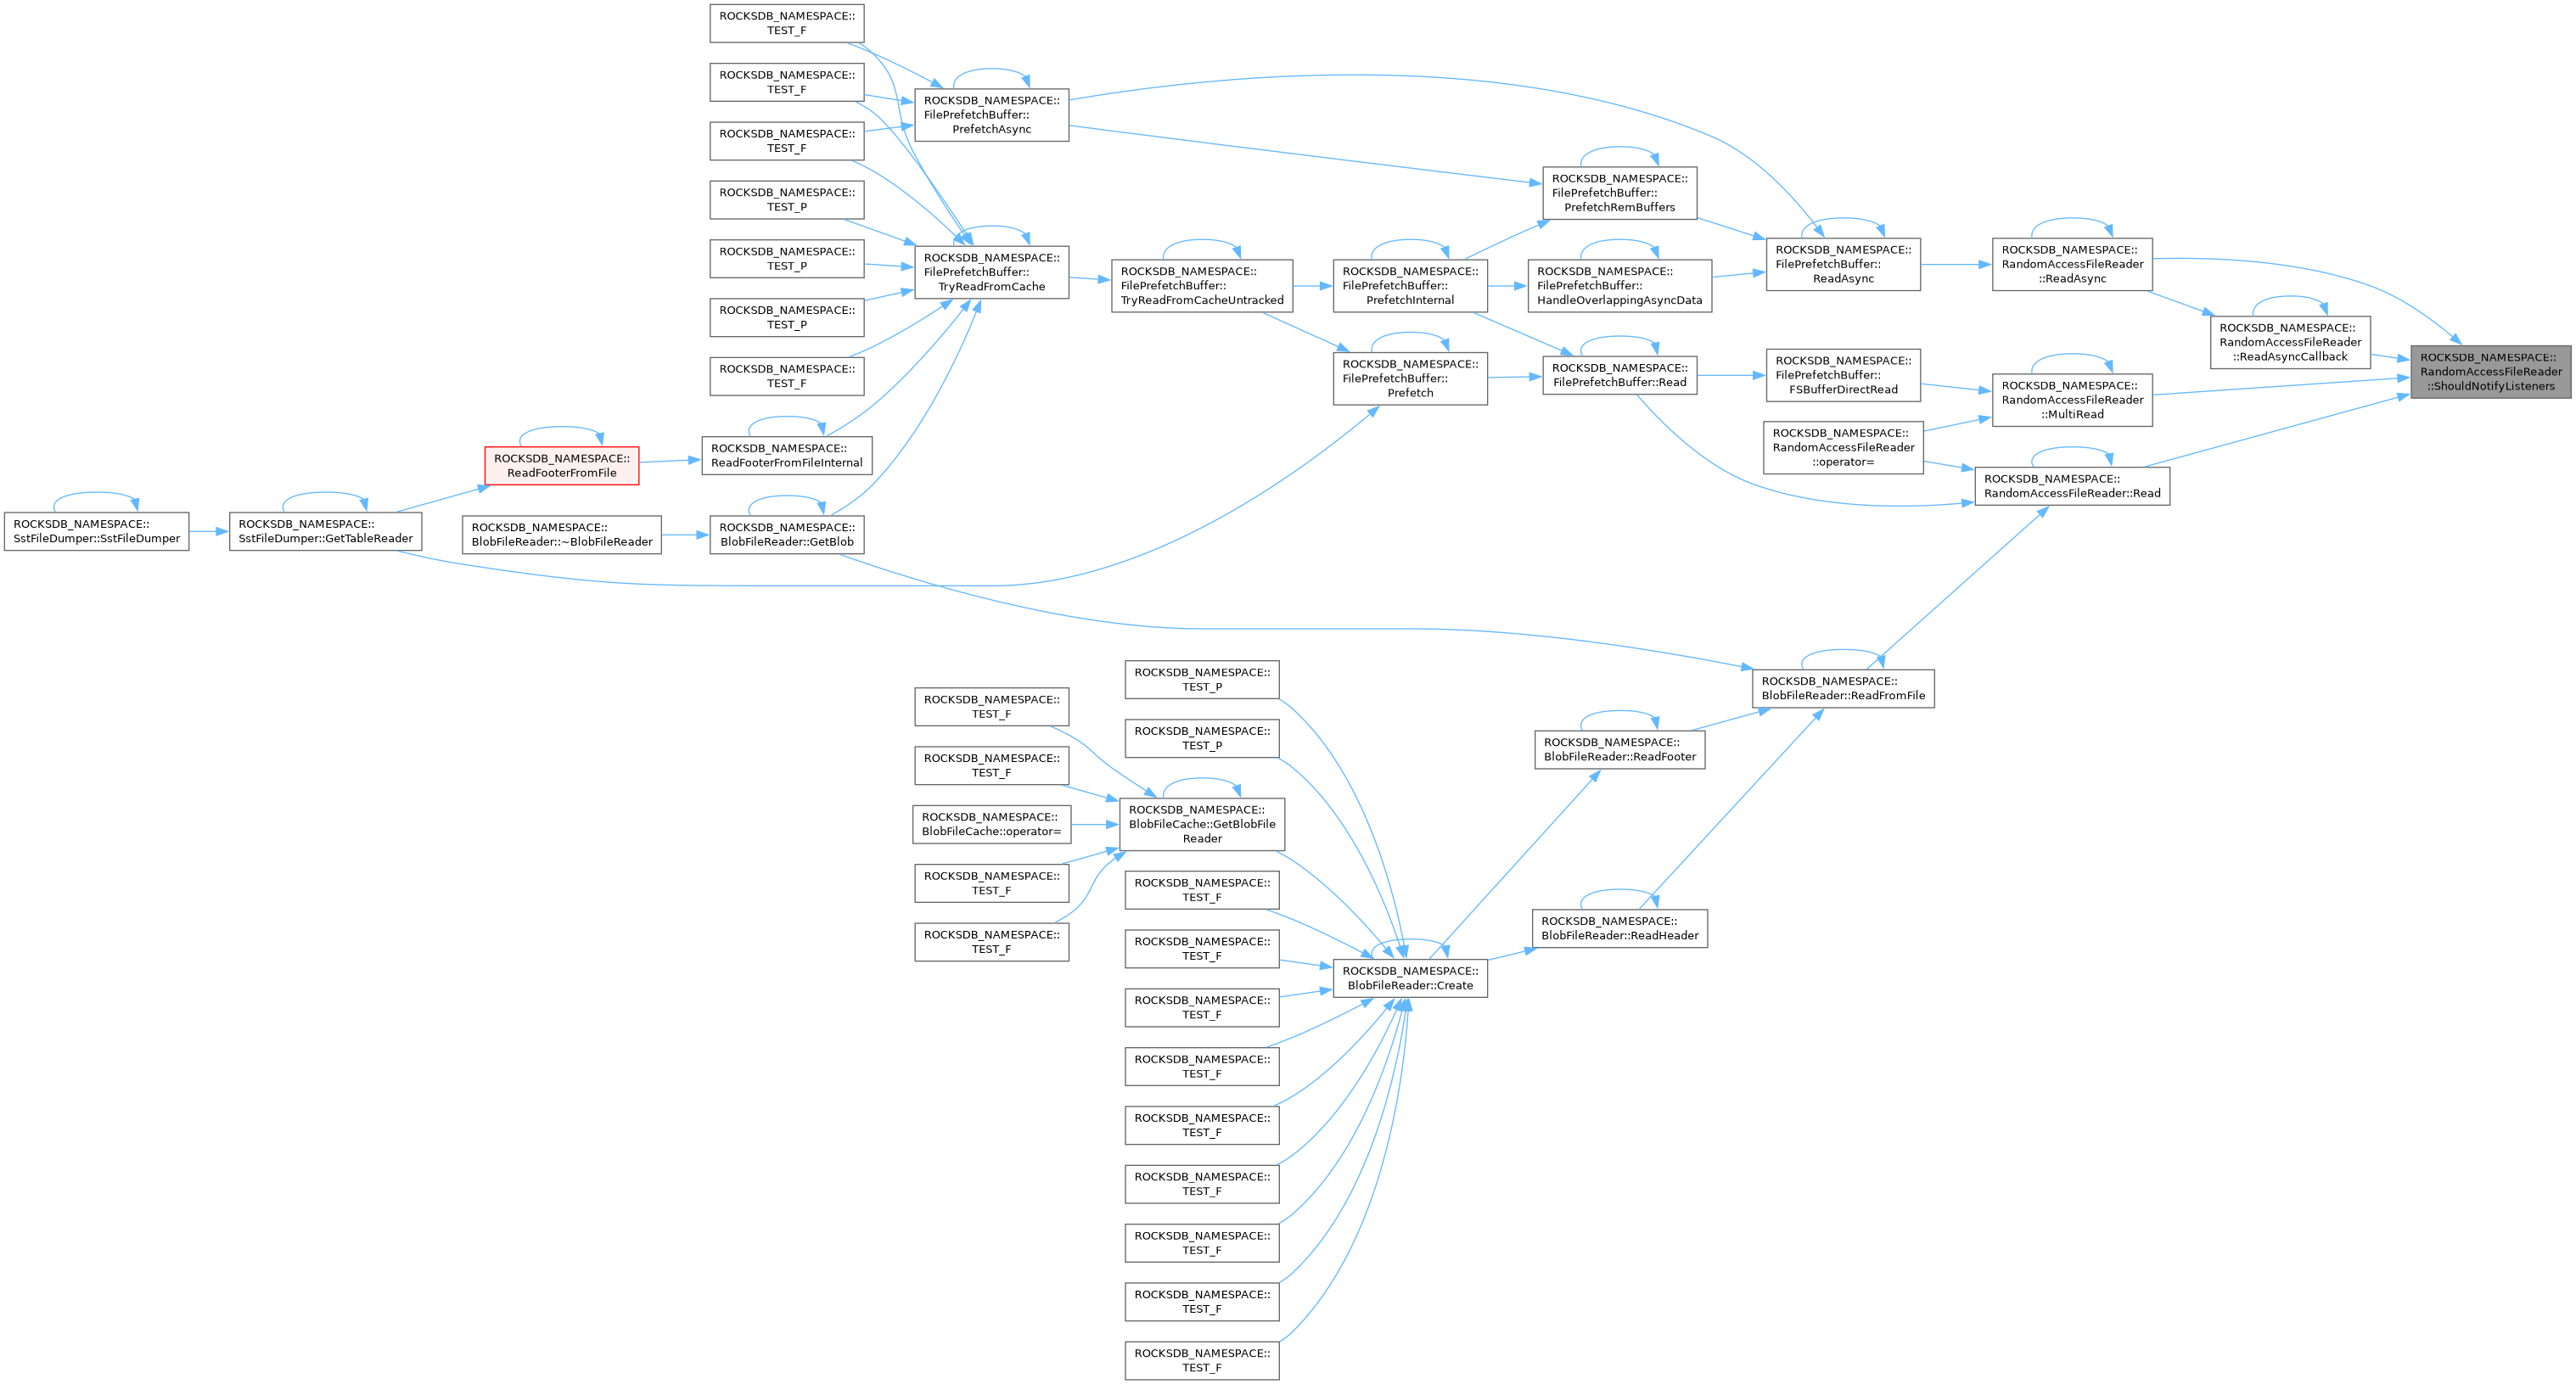 ROCKSDB_NAMESPACE::
TEST_F
ROCKSDB_NAMESPACE::
TEST_F
ROCKSDB_NAMESPACE::
FilePrefetchBuffer::
PrefetchAsync
ROCKSDB_NAMESPACE::
TEST_F
ROCKSDB_NAMESPACE::
TEST_P
ROCKSDB_NAMESPACE::
FilePrefetchBuffer::
PrefetchRemBuffers
ROCKSDB_NAMESPACE::
TEST_P
ROCKSDB_NAMESPACE::
FilePrefetchBuffer::
TryReadFromCache
ROCKSDB_NAMESPACE::
FilePrefetchBuffer::
TryReadFromCacheUntracked
ROCKSDB_NAMESPACE::
FilePrefetchBuffer::
PrefetchInternal
ROCKSDB_NAMESPACE::
FilePrefetchBuffer::
HandleOverlappingAsyncData
ROCKSDB_NAMESPACE::
FilePrefetchBuffer::
ReadAsync
ROCKSDB_NAMESPACE::
RandomAccessFileReader
::ReadAsync
ROCKSDB_NAMESPACE::
TEST_P
ROCKSDB_NAMESPACE::
RandomAccessFileReader
::ReadAsyncCallback
ROCKSDB_NAMESPACE::
RandomAccessFileReader
::ShouldNotifyListeners
ROCKSDB_NAMESPACE::
TEST_F
ROCKSDB_NAMESPACE::
FilePrefetchBuffer::
Prefetch
ROCKSDB_NAMESPACE::
FilePrefetchBuffer::Read
ROCKSDB_NAMESPACE::
FilePrefetchBuffer::
FSBufferDirectRead
ROCKSDB_NAMESPACE::
RandomAccessFileReader
::MultiRead
ROCKSDB_NAMESPACE::
RandomAccessFileReader
::operator=
ROCKSDB_NAMESPACE::
ReadFooterFromFile
ROCKSDB_NAMESPACE::
ReadFooterFromFileInternal
ROCKSDB_NAMESPACE::
RandomAccessFileReader::Read
ROCKSDB_NAMESPACE::
SstFileDumper::SstFileDumper
ROCKSDB_NAMESPACE::
SstFileDumper::GetTableReader
ROCKSDB_NAMESPACE::
BlobFileReader::~BlobFileReader
ROCKSDB_NAMESPACE::
BlobFileReader::GetBlob
ROCKSDB_NAMESPACE::
TEST_P
ROCKSDB_NAMESPACE::
BlobFileReader::ReadFromFile
ROCKSDB_NAMESPACE::
TEST_F
ROCKSDB_NAMESPACE::
TEST_P
ROCKSDB_NAMESPACE::
BlobFileReader::ReadFooter
ROCKSDB_NAMESPACE::
TEST_F
ROCKSDB_NAMESPACE::
BlobFileCache::operator=
ROCKSDB_NAMESPACE::
BlobFileCache::GetBlobFile
Reader
ROCKSDB_NAMESPACE::
TEST_F
ROCKSDB_NAMESPACE::
TEST_F
ROCKSDB_NAMESPACE::
TEST_F
ROCKSDB_NAMESPACE::
TEST_F
ROCKSDB_NAMESPACE::
BlobFileReader::ReadHeader
ROCKSDB_NAMESPACE::
BlobFileReader::Create
ROCKSDB_NAMESPACE::
TEST_F
ROCKSDB_NAMESPACE::
TEST_F
ROCKSDB_NAMESPACE::
TEST_F
ROCKSDB_NAMESPACE::
TEST_F
ROCKSDB_NAMESPACE::
TEST_F
ROCKSDB_NAMESPACE::
TEST_F
ROCKSDB_NAMESPACE::
TEST_F